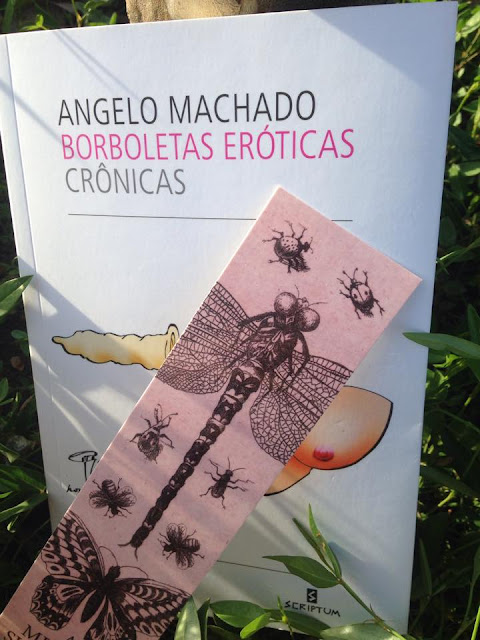 ANGELO MACHADO
BORBOLETAS ERÓTICAS
CRÔNICAS
SCRIPTUM